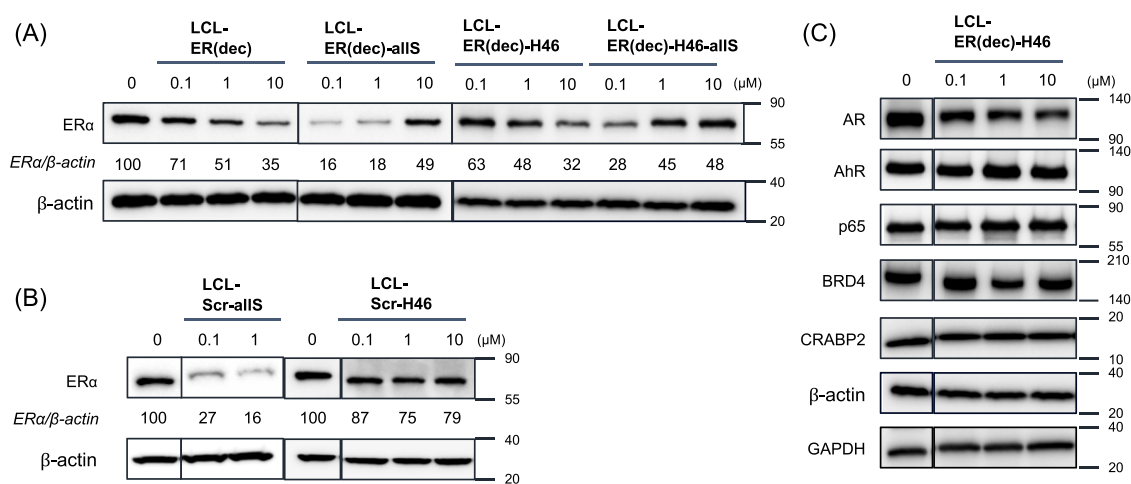 (A)
LCL-
ER(dec)
LCL-
ER(dec)-allS
LCL-
ER(dec)-H46
LCL-
ER(dec)-H46-allS
0 0.1 1 10 0.1 1 10 0.1 1 10 0.1 1 10 (μM)
ERα
90
55
ERα/β-actin 100 71 51 35 16 18 49 63 48 32 28 45 48
β-actin
40
20
(B)
LCL-
Scr-allS
LCL-
Scr-H46
0 0.1 1 0 0.1 1 10 (μM)
ERα
90
55
ERα/β-actin 100 27 16 100 87 75 79
β-actin
40
20
(C)
LCL-
ER(dec)-H46
0 0.1 1 10 (μM)
AR
140
90
AhR
140
90
p65
90
55
BRD4
210
140
CRABP2
20
10
β-actin
40
20
GAPDH
40
20